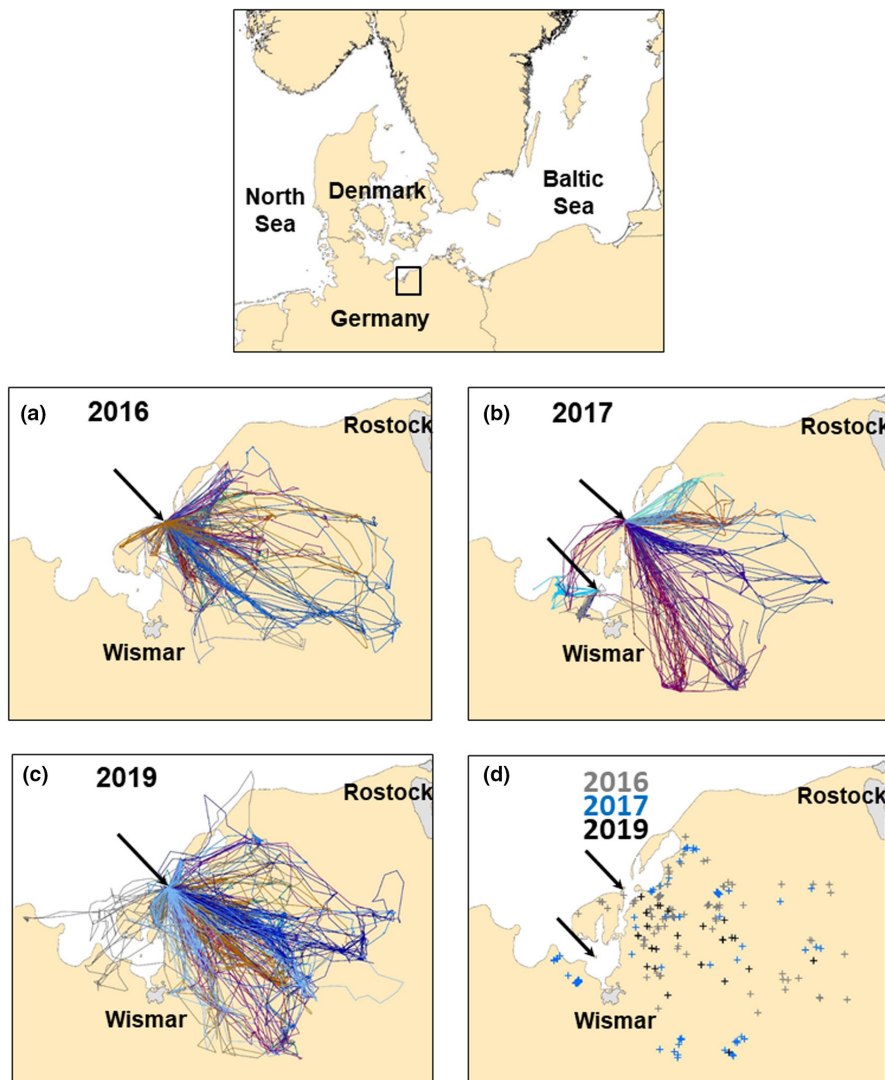 North
Sea
Denmark
Baltic
Sea
Germany
(a) 2016
Rostock
Wismar
(b) 2017
Rostock
Wismar
(c) 2019
Rostock
Wismar
(d)
2016
2017
2019
Rostock
Wismar